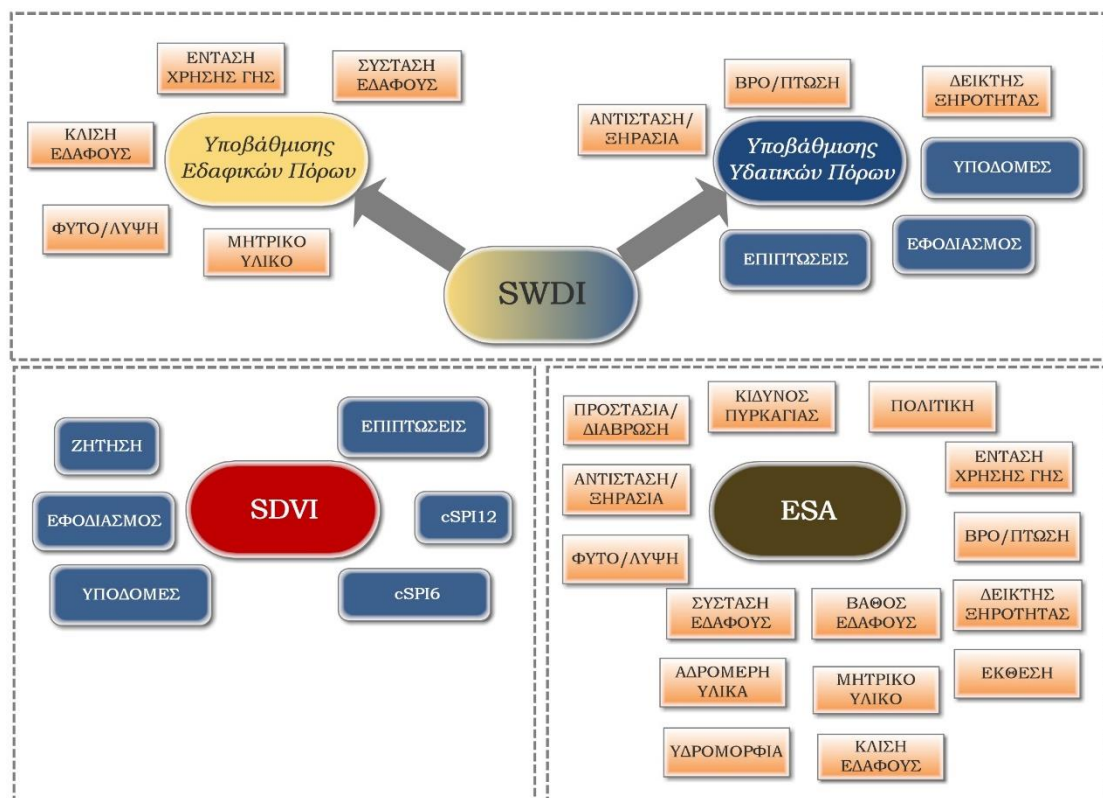 ΕΝΤΑΣΗ
ΧΡΗΣΗΣ ΓΗΣ
ΣΥΣΤΑΣΗ
ΕΔΑΦΟΥΣ
ΚΛΙΣΗ
ΕΔΑΦΟΥΣ
Υποβάθμισης
Εδαφικών Πόρων
ΦΥΤΟ/ΛΥΨΗ
ΜΗΤΡΙΚΟ
ΥΛΙΚΟ
ΒΡΟ/ΠΤΩΣΗ
ΔΕΙΚΤΗΣ
ΞΗΡΟΤΗΤΑΣ
ΑΝΤΙΣΤΑΣΗ/
ΞΗΡΑΣΙΑ
Υποβάθμισης
Υδατικών Πόρων
ΥΠΟΔΟΜΕΣ
ΕΦΟΔΙΑΣΜΟΣ
ΕΠΙΠΤΩΣΕΙΣ
SWDI
ΖΗΤΗΣΗ
ΕΠΙΠΤΩΣΕΙΣ
ΕΦΟΔΙΑΣΜΟΣ
SDVI
cSPI12
ΥΠΟΔΟΜΕΣ
cSPI6
ΠΡΟΣΤΑΣΙΑ/
ΔΙΑΒΡΩΣΗ
ΚΙΔΥΝΟΣ
ΠΥΡΚΑΓΙΑΣ
ΠΟΛΙΤΙΚΗ
ΑΝΤΙΣΤΑΣΗ/
ΞΗΡΑΣΙΑ
ESA
ΕΝΤΑΣΗ
ΧΡΗΣΗΣ ΓΗΣ
ΦΥΤΟ/ΛΥΨΗ
ΒΡΟ/ΠΤΩΣΗ
ΣΥΣΤΑΣΗ
ΕΔΑΦΟΥΣ
ΒΑΘΟΣ
ΕΔΑΦΟΥΣ
ΔΕΙΚΤΗΣ
ΞΗΡΟΤΗΤΑΣ
ΑΔΡΟΜΕΡΗ
ΥΛΙΚΑ
ΜΗΤΡΙΚΟ
ΥΛΙΚΟ
ΕΚΘΕΣΗ
ΥΔΡΟΜΟΡΦΙΑ
ΚΛΙΣΗ
ΕΔΑΦΟΥΣ